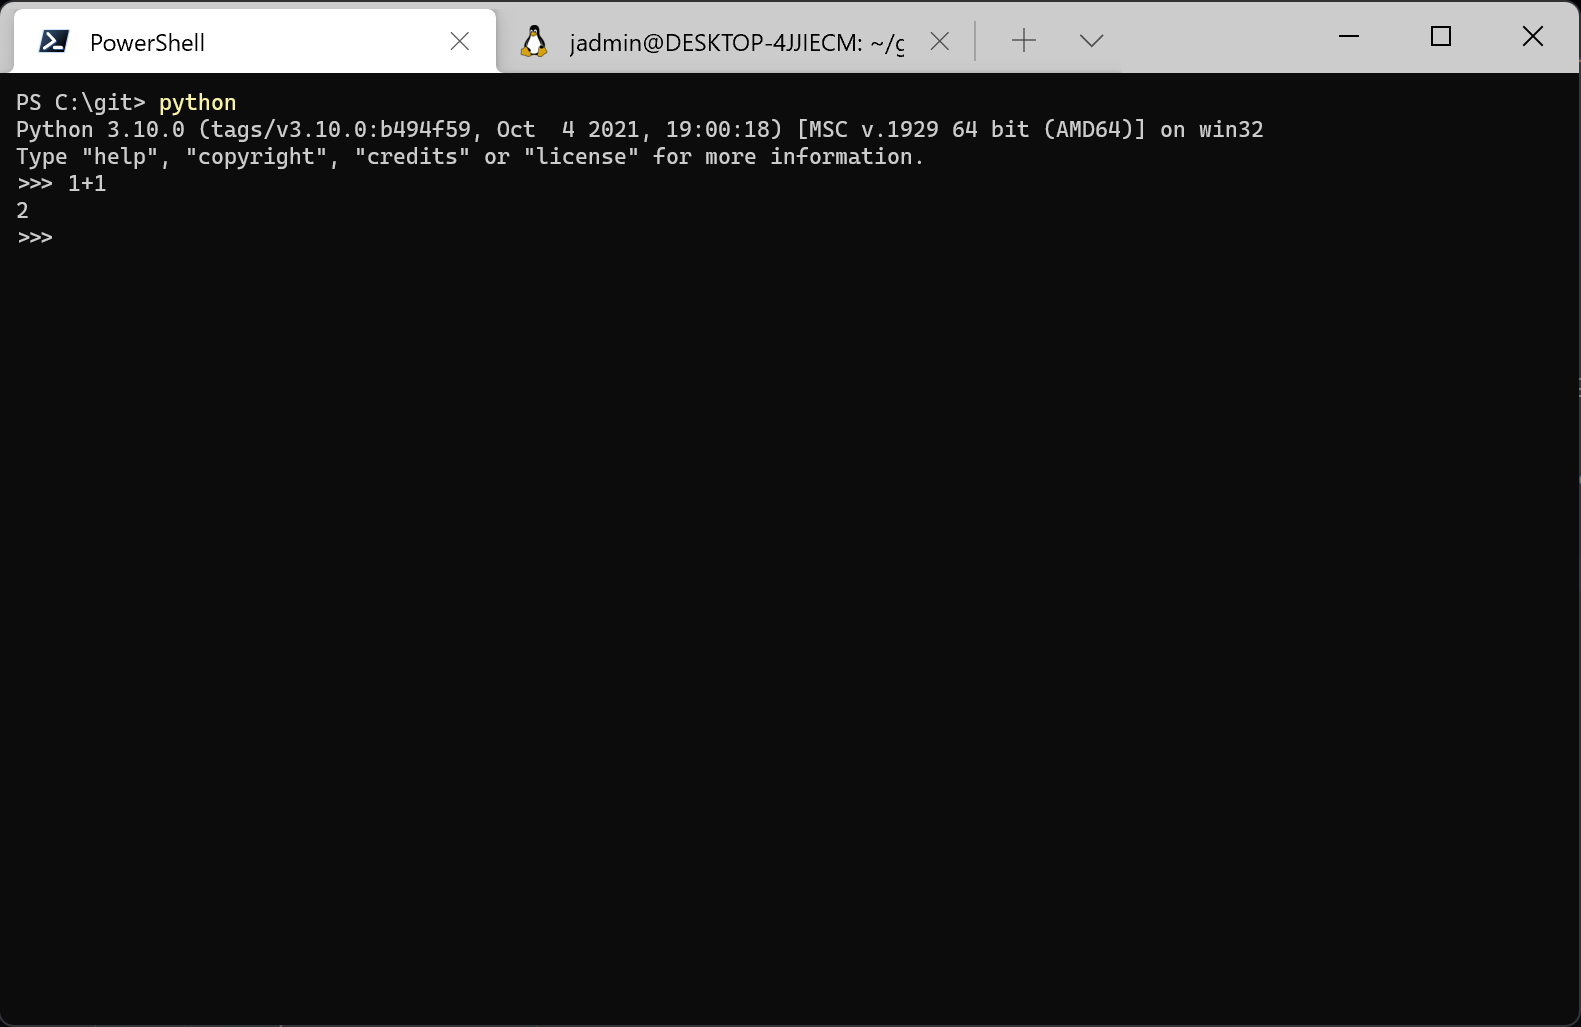 PowerShell
jadmin@DESKTOP-4JJIECM: ~/g
PS C:\git> python
Python 3.10.0 (tags/v3.10.0:b494f59, Oct  4 2021, 19:00:18) [MSC v.1929 64 bit (AMD64)] on win32
Type "help", "copyright", "credits" or "license" for more information.
>>> 1+1
2
>>>